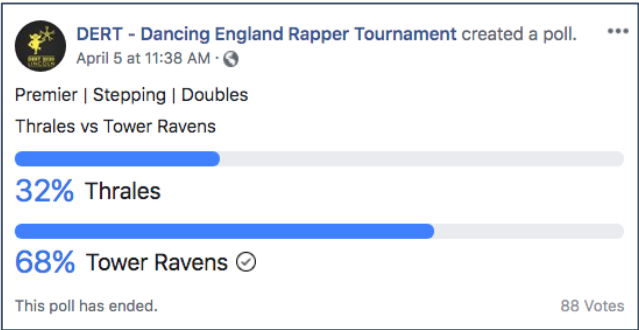 DERT - Dancing England Rapper Tournament created a poll.
April 5 at 11:38 AM ·
Premier | Stepping | Doubles
Thrales vs Tower Ravens
32% Thrales
68% Tower Ravens
This poll has ended. 88 Votes